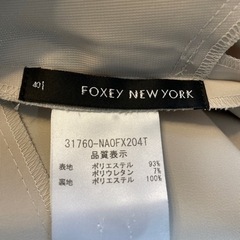 40
FOXEY NEW YORK
31760-NAOFX204T
品質表示
表地 ポリエステル 93%
ポリウレタン 7%
裏地 ポリエステル 100%